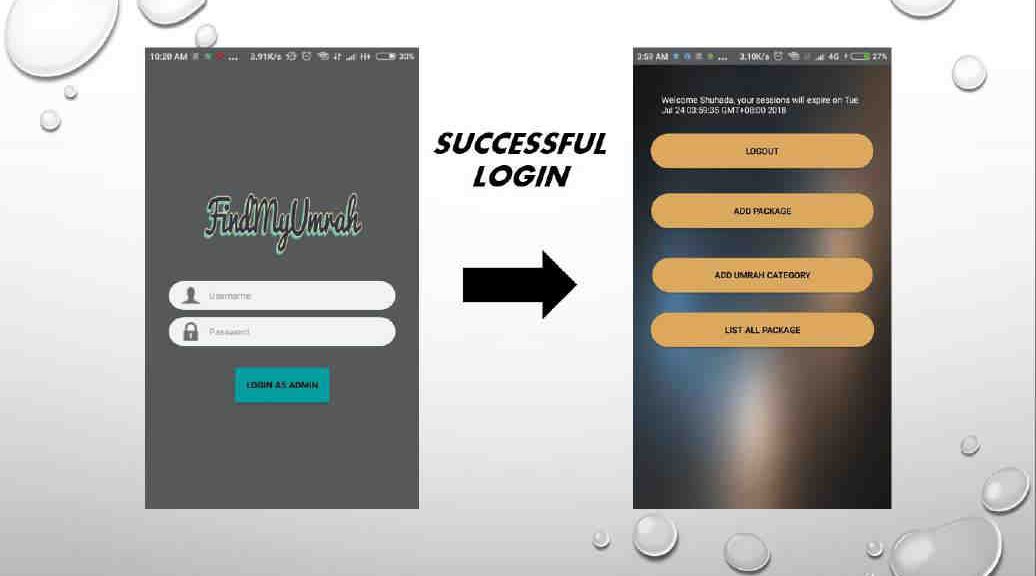 10:20 AM ... 3.91K/s 30%
FindMyUmrah
Username
Password
LOGIN AS ADMIN
SUCCESSFUL
LOGIN
3:59 AM ... 3.10K/s 4G 27%
Welcome Shuhada, your sessions will expire on Tue
Jul 24 03:59:35 GMT+08:00 2018
LOGOUT
ADD PACKAGE
ADD UMRAH CATEGORY
LIST ALL PACKAGE